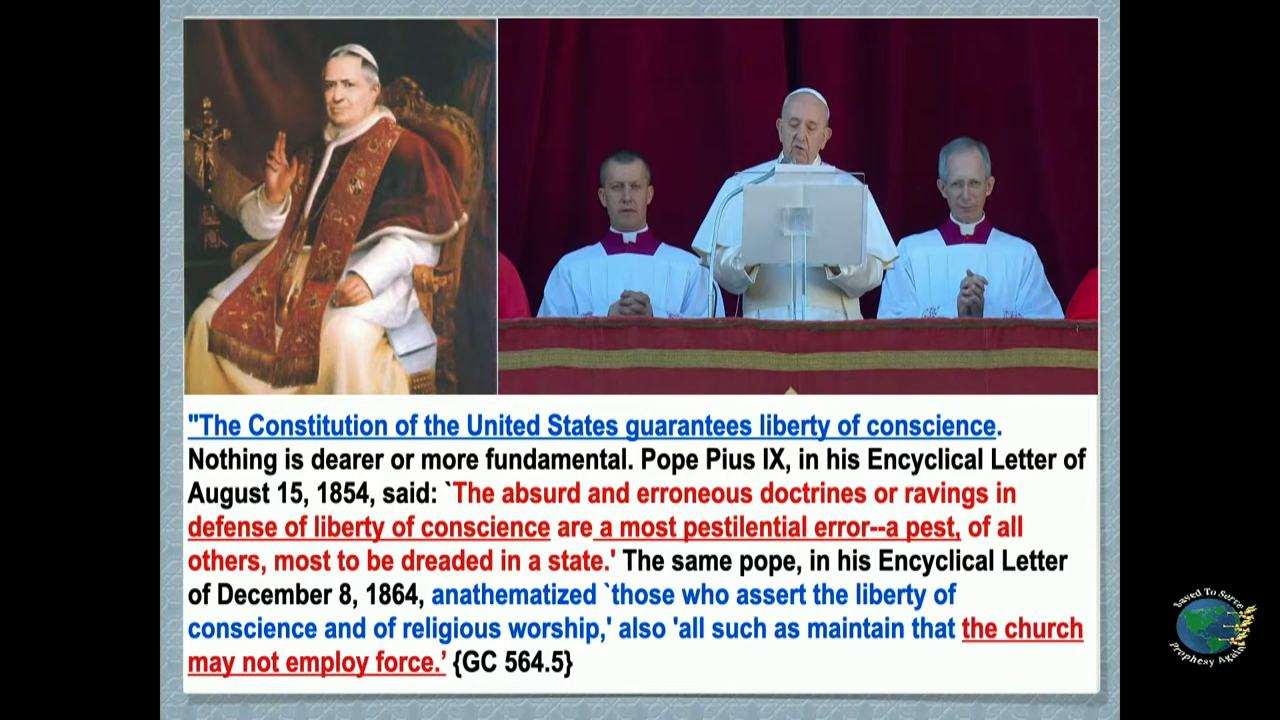 "The Constitution of the United States guarantees liberty of conscience.
Nothing is dearer or more fundamental. Pope Pius IX, in his Encyclical Letter of
August 15, 1854, said: `The absurd and erroneous doctrines or ravings in
defense of liberty of conscience are a most pestilential error--a pest, of all
others, most to be dreaded in a state.' The same pope, in his Encyclical Letter
of December 8, 1864, anathematized `those who assert the liberty of
conscience and of religious worship,' also 'all such as maintain that the church
may not employ force.’ {GC 564.5}
To Serve
Prophesy Again